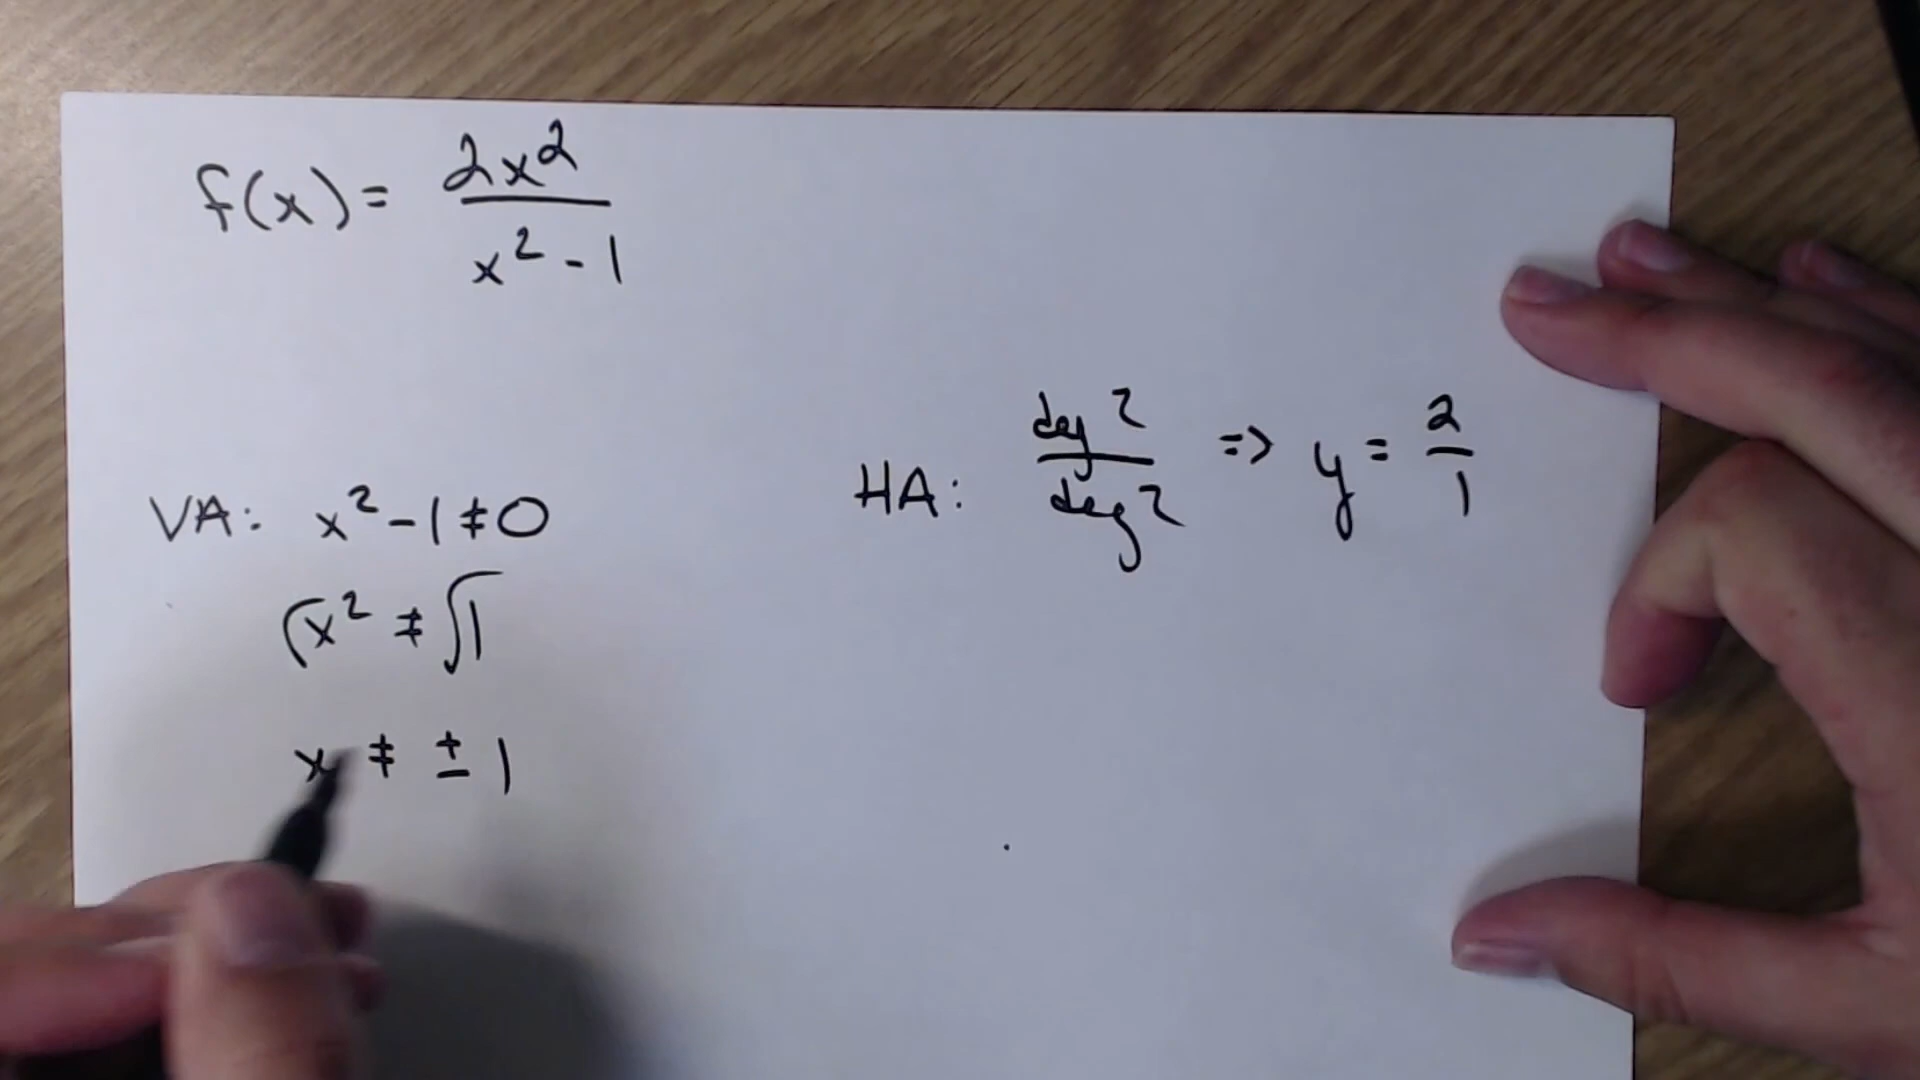 f(x) = 2x² / x² - 1
VA: x² - 1 ≠ 0
√x² ≠ √1
x ≠ ± 1
HA: deg 2 / deg 2 => y = 2 / 1